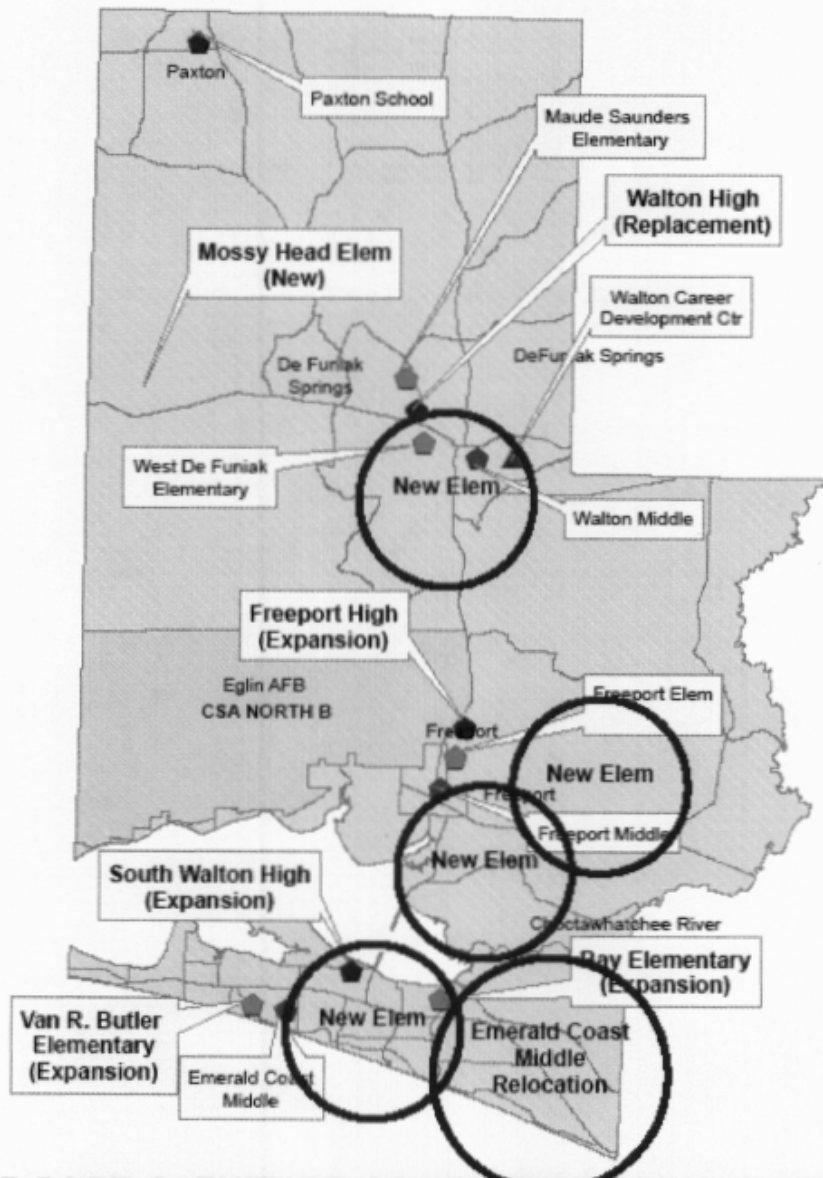 Paxton
Paxton School
Maude Saunders
Elementary
Walton High
(Replacement)
Mossy Head Elem
(New)
Walton Career
Development Ctr
De Funiak
Springs
DeFuniak Springs
West De Funiak
Elementary
New Elem
Walton Middle
Freeport High
(Expansion)
Eglin AFB
CSA NORTH B
Freeport Elem
Freeport
New Elem
Freeport
Freeport Middle
New Elem
South Walton High
(Expansion)
Choctawhatchee River
Bay Elementary
(Expansion)
Van R. Butler
Elementary
(Expansion)
New Elem
Emerald Coast
Middle
Relocation
Emerald Coast
Middle